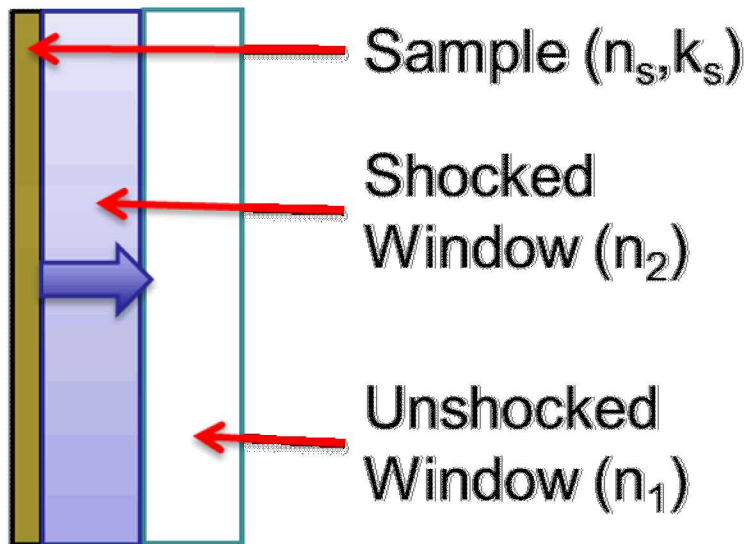 Sample (nₛ,kₛ)
Shocked
Window (n₂)
Unshocked
Window (n₁)